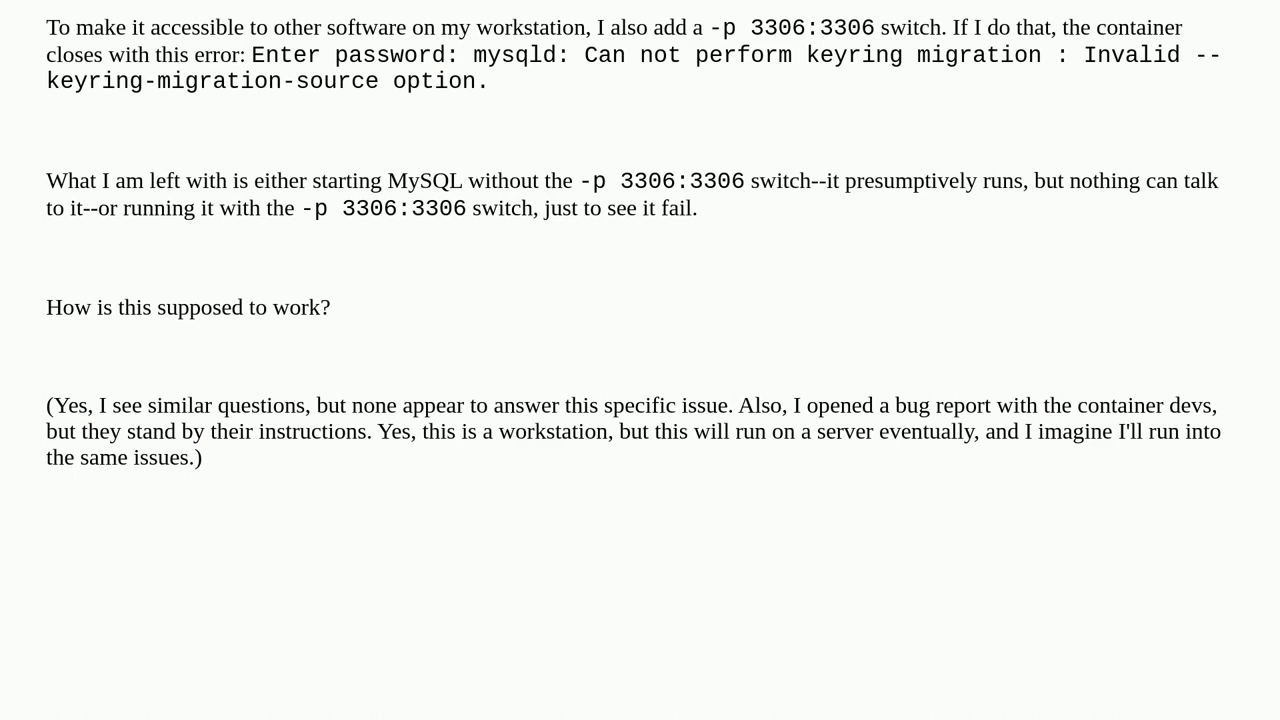 To make it accessible to other software on my workstation, I also add a -p 3306:3306 switch. If I do that, the container
closes with this error: Enter password: mysqld: Can not perform keyring migration : Invalid --
keyring-migration-source option.
What I am left with is either starting MySQL without the -p 3306:3306 switch--it presumptively runs, but nothing can talk
to it--or running it with the -p 3306:3306 switch, just to see it fail.
How is this supposed to work?
(Yes, I see similar questions, but none appear to answer this specific issue. Also, I opened a bug report with the container devs,
but they stand by their instructions. Yes, this is a workstation, but this will run on a server eventually, and I imagine I'll run into
the same issues.)